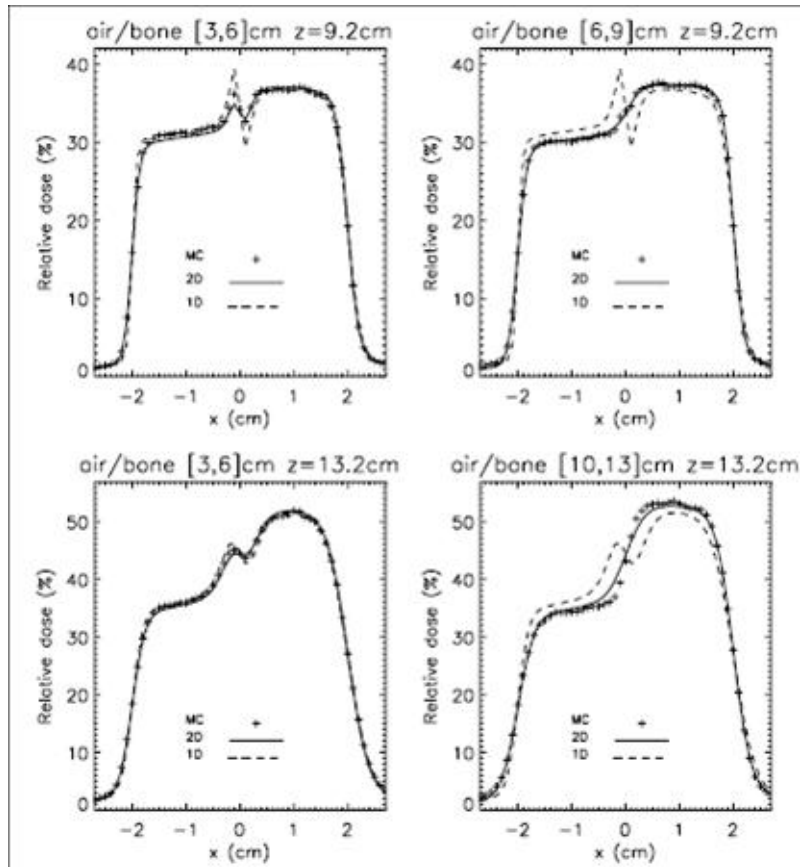 air/bone [3,6]cm z=9.2cm
40
30
20
10
0
Relative dose (%)
MC
2D
1D
-2 -1 0 1 2
x (cm)
air/bone [6,9]cm z=9.2cm
40
30
20
10
0
Relative dose (%)
MC
2D
1D
-2 -1 0 1 2
x (cm)
air/bone [3,6]cm z=13.2cm
50
40
30
20
10
0
Relative dose (%)
MC
2D
1D
-2 -1 0 1 2
x (cm)
air/bone [10,13]cm z=13.2cm
50
40
30
20
10
0
Relative dose (%)
MC
2D
1D
-2 -1 0 1 2
x (cm)